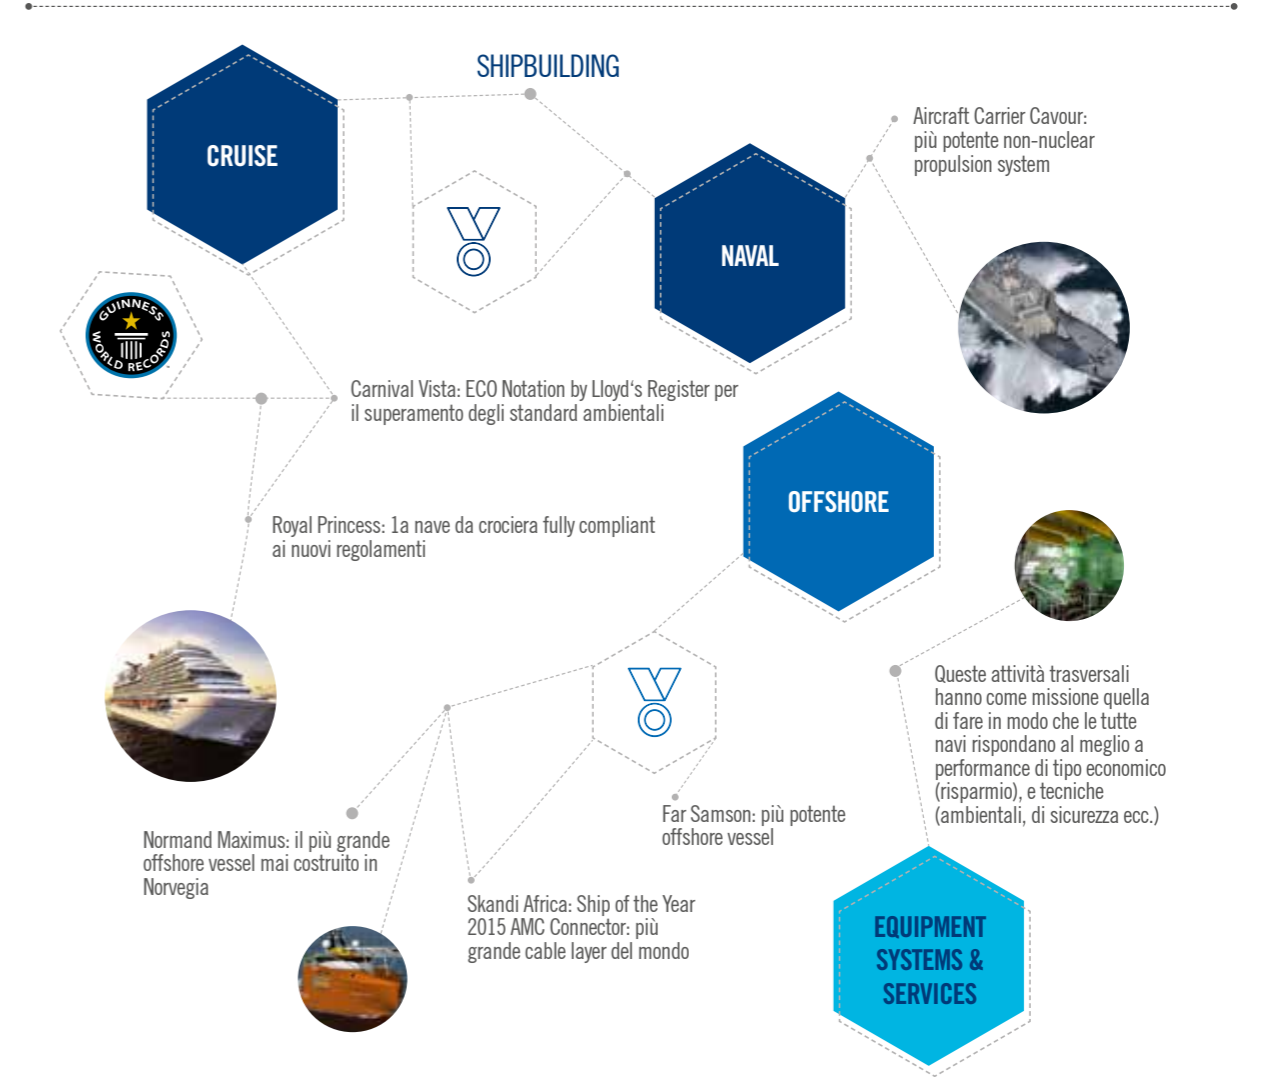 SHIPBUILDING
CRUISE
Aircraft Carrier Cavour:
più potente non-nuclear
propulsion system
NAVAL
GUINNESS
WORLD RECORDS
Carnival Vista: ECO Notation by Lloyd‘s Register per
il superamento degli standard ambientali
OFFSHORE
Royal Princess: 1a nave da crociera fully compliant
ai nuovi regolamenti
Queste attività trasversali
hanno come missione quella
di fare in modo che le tutte
navi rispondano al meglio a
performance di tipo economico
(risparmio), e tecniche
(ambientali, di sicurezza ecc.)
Far Samson: più potente
offshore vessel
Normand Maximus: il più grande
offshore vessel mai costruito in
Norvegia
Skandi Africa: Ship of the Year
2015 AMC Connector: più
grande cable layer del mondo
EQUIPMENT
SYSTEMS &
SERVICES